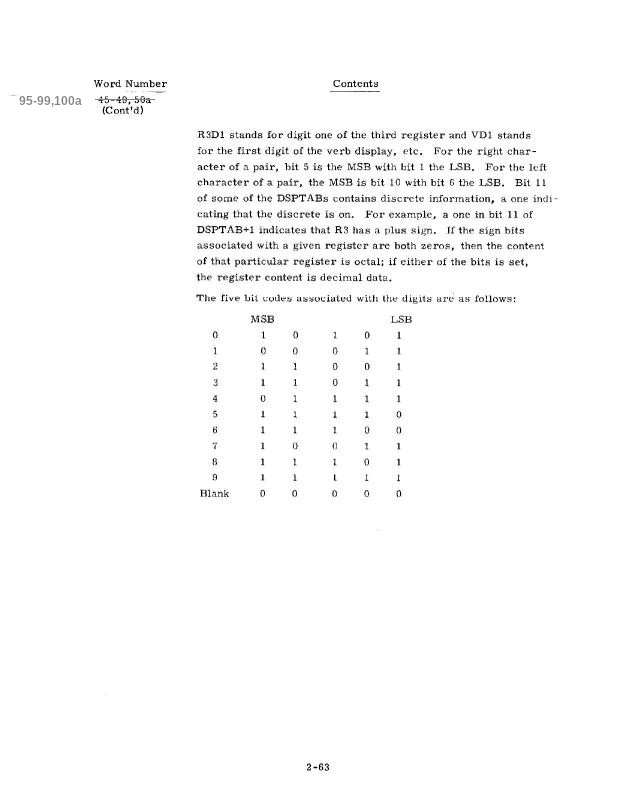 Word Number Contents
95-99,100a 45-49, 50a
(Cont'd)
R3D1 stands for digit one of the third register and VD1 stands
for the first digit of the verb display, etc. For the right char-
acter of a pair, bit 5 is the MSB with bit 1 the LSB. For the left
character of a pair, the MSB is bit 10 with bit 6 the LSB. Bit 11
of some of the DSPTABs contains discrete information, a one indi-
cating that the discrete is on. For example, a one in bit 11 of
DSPTAB+1 indicates that R3 has a plus sign. If the sign bits
associated with a given register are both zeros, then the content
of that particular register is octal; if either of the bits is set,
the register content is decimal data.
The five bit codes associated with the digits are as follows:
MSB LSB
0 1 0 1 0 1
1 0 0 0 1 1
2 1 1 0 0 1
3 1 1 0 1 1
4 0 1 1 1 1
5 1 1 1 1 0
6 1 1 1 0 0
7 1 0 0 1 1
8 1 1 1 0 1
9 1 1 1 1 1
Blank 0 0 0 0 0
2-63